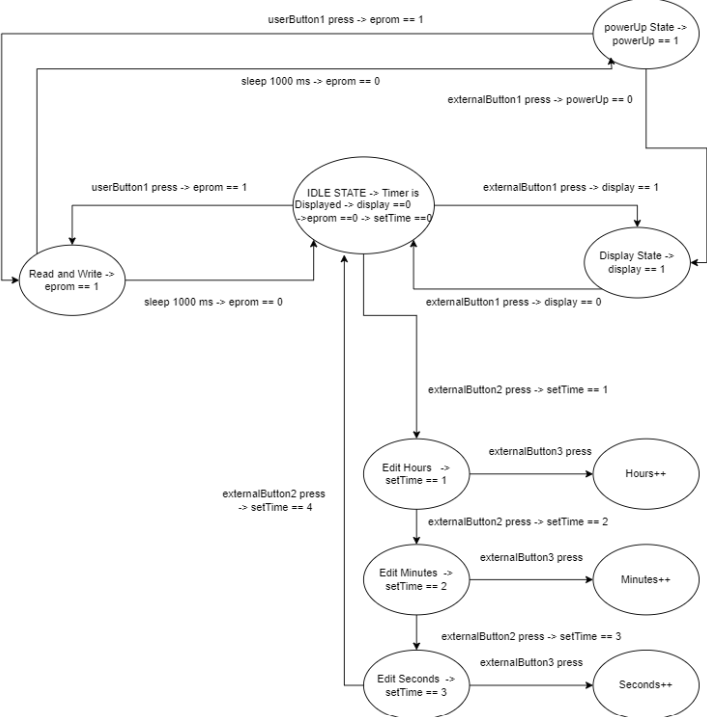 userButton1 press -> eprom == 1
powerUp State ->
powerUp == 1
sleep 1000 ms -> eprom == 0
externalButton1 press -> powerUp == 0
userButton1 press -> eprom == 1
IDLE STATE -> Timer is
Displayed -> display ==0
->eprom ==0 -> setTime ==0
externalButton1 press -> display == 1
Read and Write ->
eprom == 1
Display State ->
display == 1
sleep 1000 ms -> eprom == 0
externalButton1 press -> display == 0
externalButton2 press -> setTime == 1
externalButton3 press
Edit Hours ->
setTime == 1
Hours++
externalButton2 press
-> setTime == 4
externalButton2 press -> setTime == 2
externalButton3 press
Edit Minutes ->
setTime == 2
Minutes++
externalButton2 press -> setTime == 3
externalButton3 press
Edit Seconds ->
setTime == 3
Seconds++